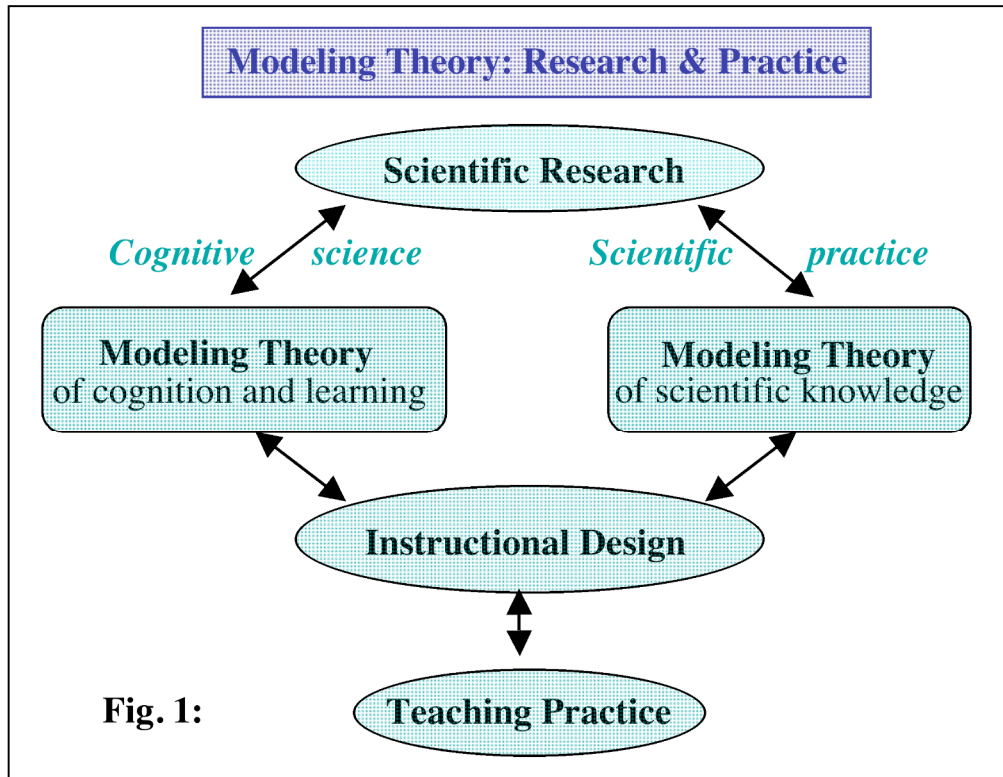 Modeling Theory: Research & Practice
Scientific Research
Cognitive science
Scientific practice
Modeling Theory
of cognition and learning
Modeling Theory
of scientific knowledge
Instructional Design
Fig. 1:
Teaching Practice